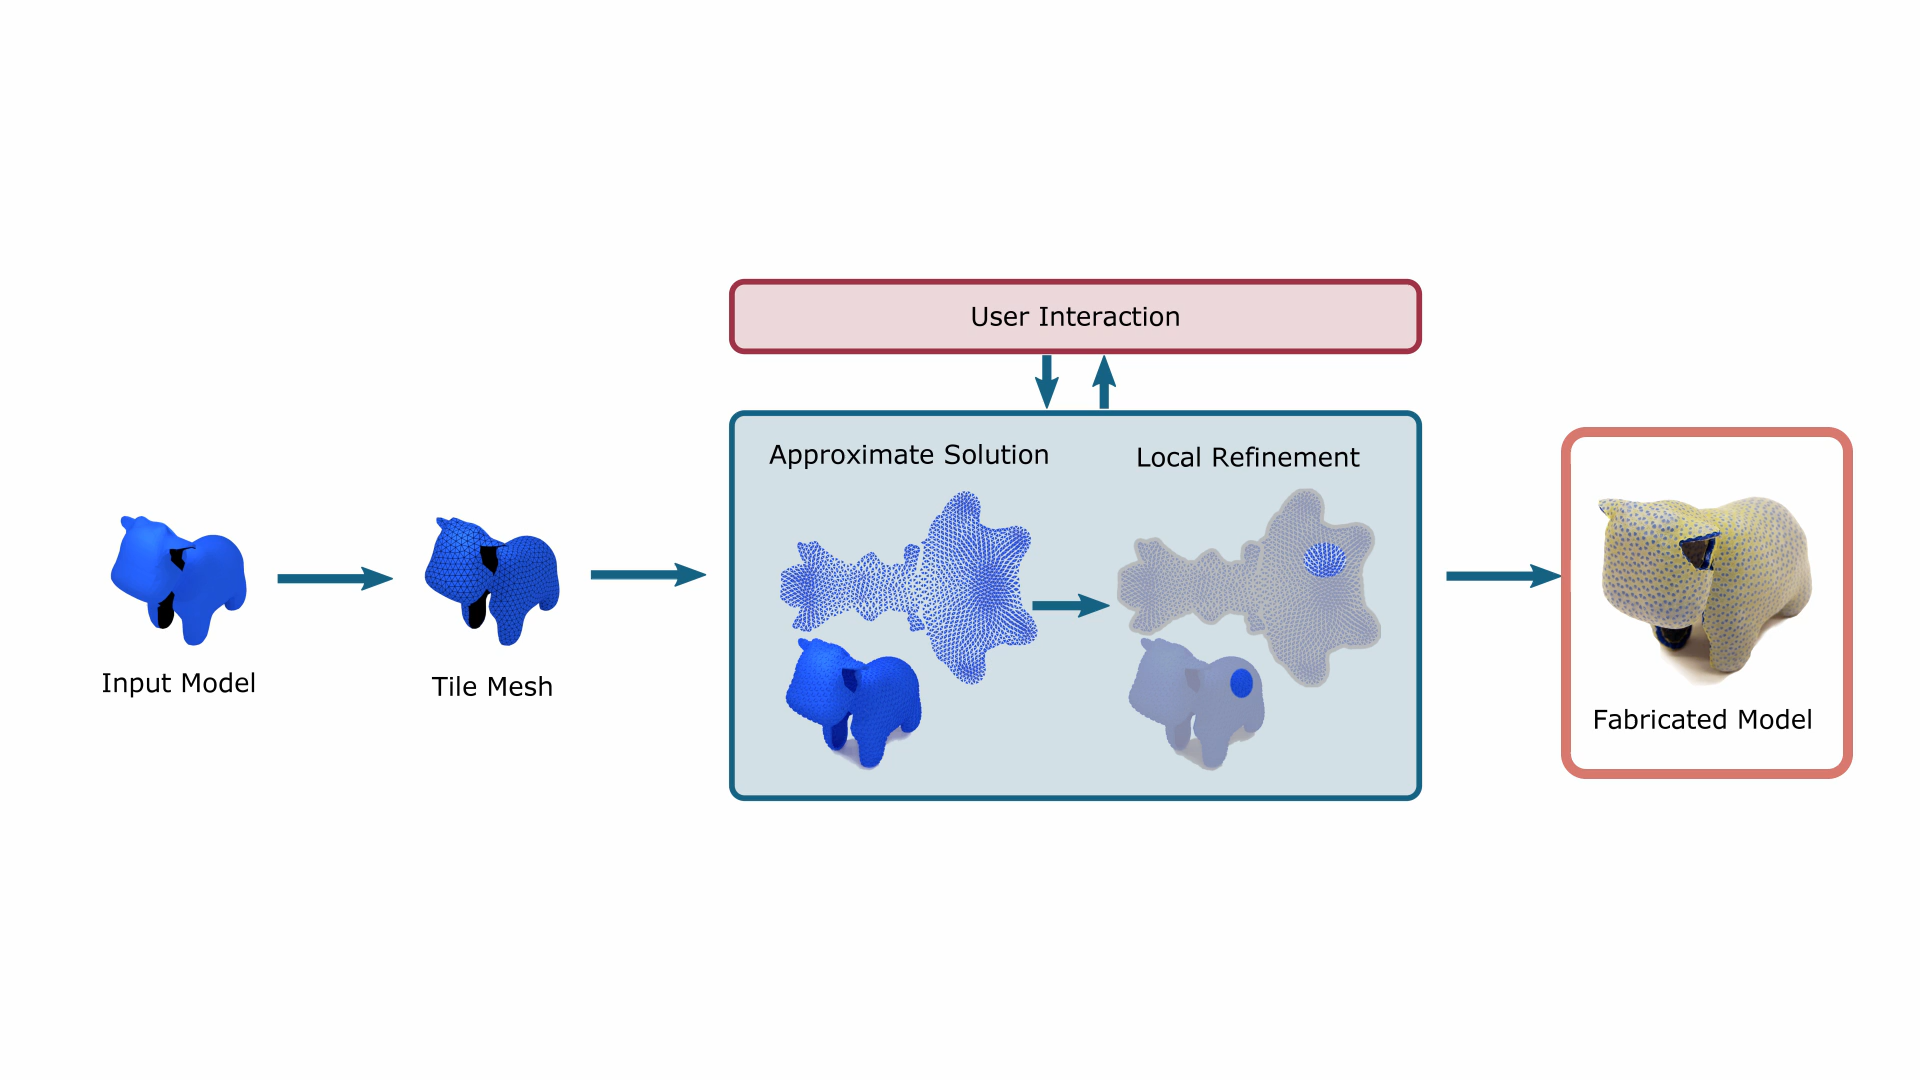 User Interaction
Approximate Solution
Local Refinement
Input Model
Tile Mesh
Fabricated Model